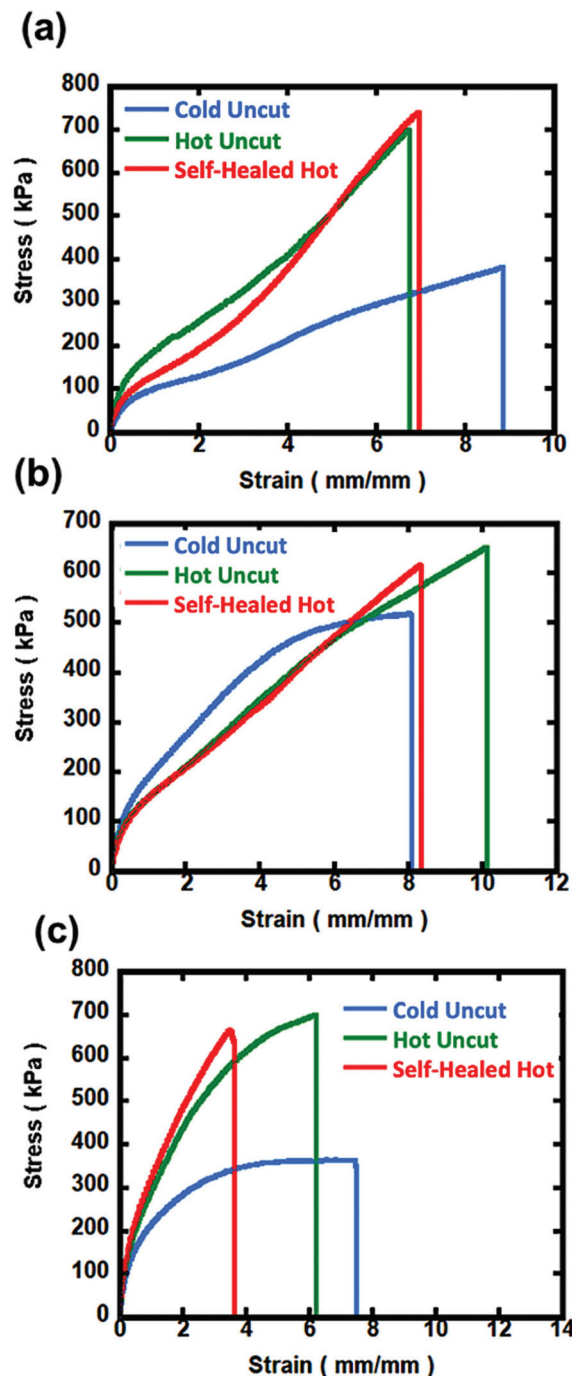 (a)
800
700
600
500
400
300
200
100
0
Stress ( kPa)
Cold Uncut
Hot Uncut
Self-Healed Hot
0 2 4 6 8 10
Strain ( mm/mm)
(b)
700
600
500
400
300
200
100
0
Stress ( kPa)
Cold Uncut
Hot Uncut
Self-Healed Hot
0 2 4 6 8 10 12
Strain ( mm/mm)
(c)
800
700
600
500
400
300
200
100
0
Stress ( kPa)
Cold Uncut
Hot Uncut
Self-Healed Hot
0 2 4 6 8 10 12 14
Strain ( mm/mm)